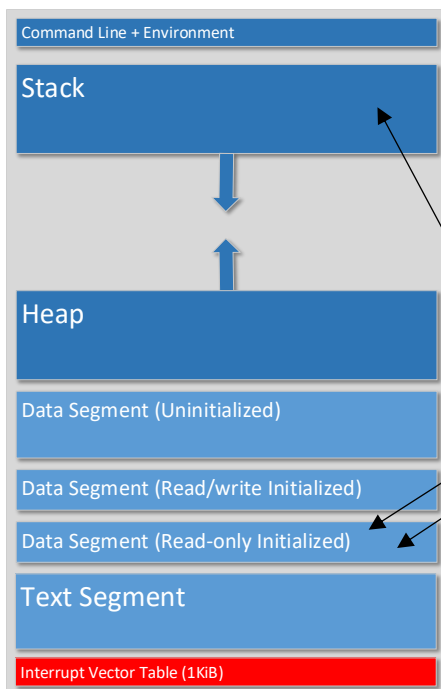 Command Line + Environment
Stack
Heap
Data Segment (Uninitialized)
Data Segment (Read/write Initialized)
Data Segment (Read-only Initialized)
Text Segment
Interrupt Vector Table (1KiB)